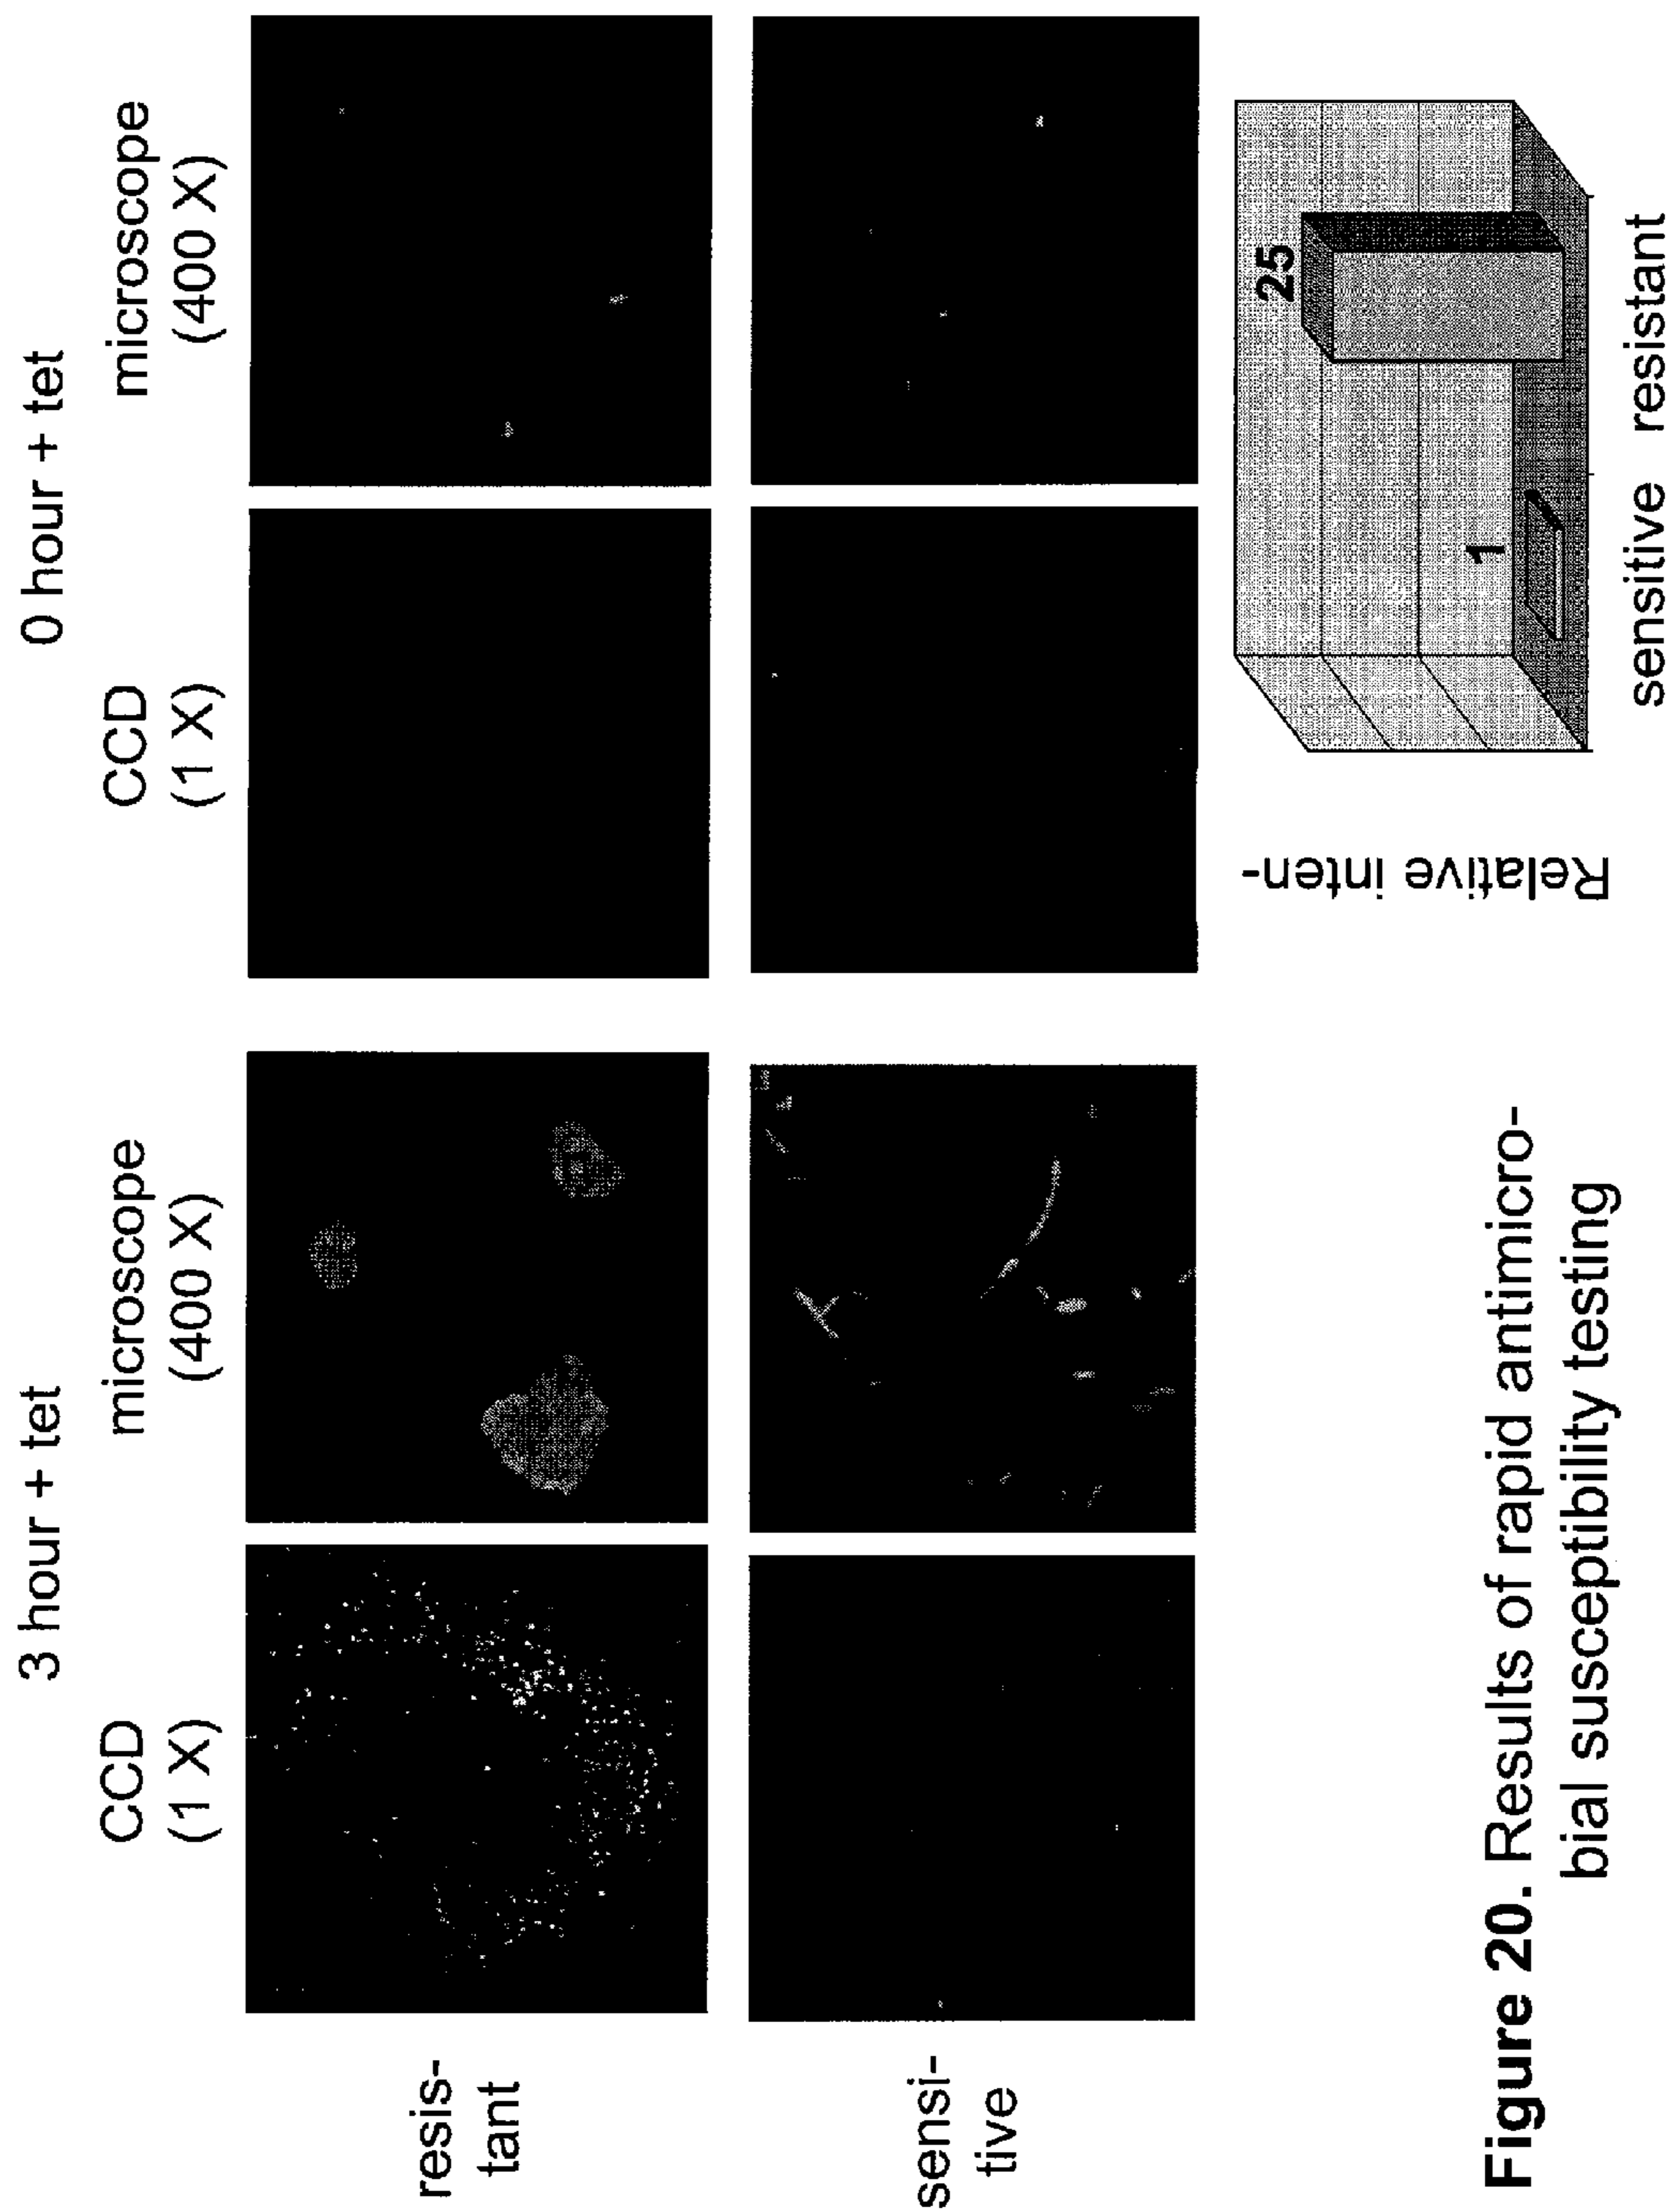 3 hour + tet
0 hour + tet
CCD
(1 X)
microscope
(400 X)
CCD
(1 X)
microscope
(400 X)
resis-
tant
sensi-
tive
Relative inten-
1
25
sensitive
resistant
Figure 20. Results of rapid antimicro-
bial susceptibility testing